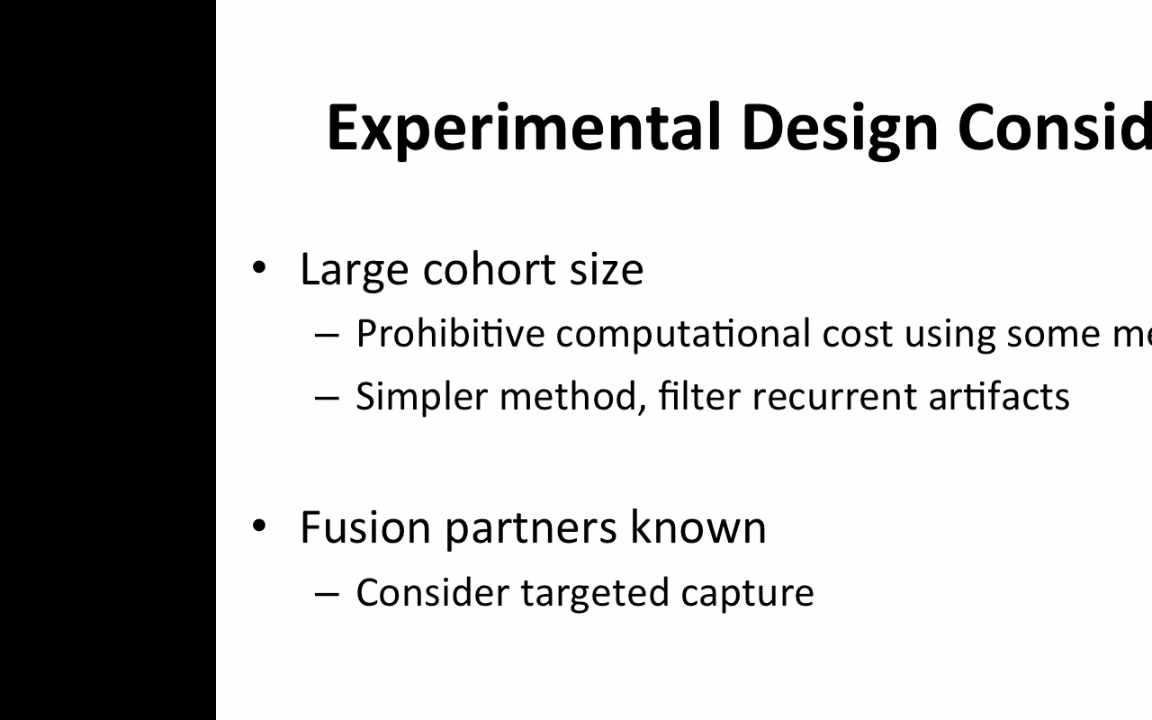 Experimental Design Consid
• Large cohort size
– Prohibitive computational cost using some me
– Simpler method, filter recurrent artifacts
• Fusion partners known
– Consider targeted capture